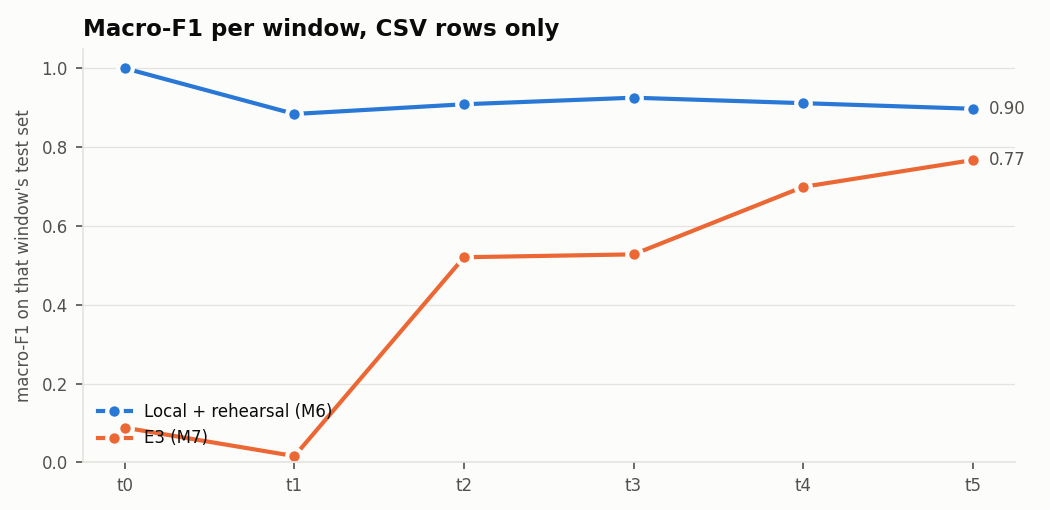 Macro-F1 per window, CSV rows only
macro-F1 on that window's test set
1.0
0.8
0.6
0.4
0.2
0.0
0.90
0.77
Local + rehearsal (M6)
E3 (M7)
t0
t1
t2
t3
t4
t5